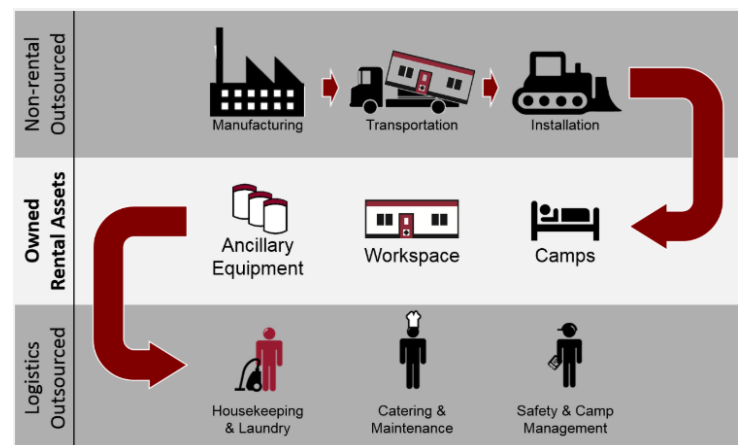 Non-rental
Outsourced
Manufacturing
Transportation
Installation
Owned
Rental Assets
Ancillary
Equipment
Workspace
Camps
Logistics
Outsourced
Housekeeping
& Laundry
Catering &
Maintenance
Safety & Camp
Management